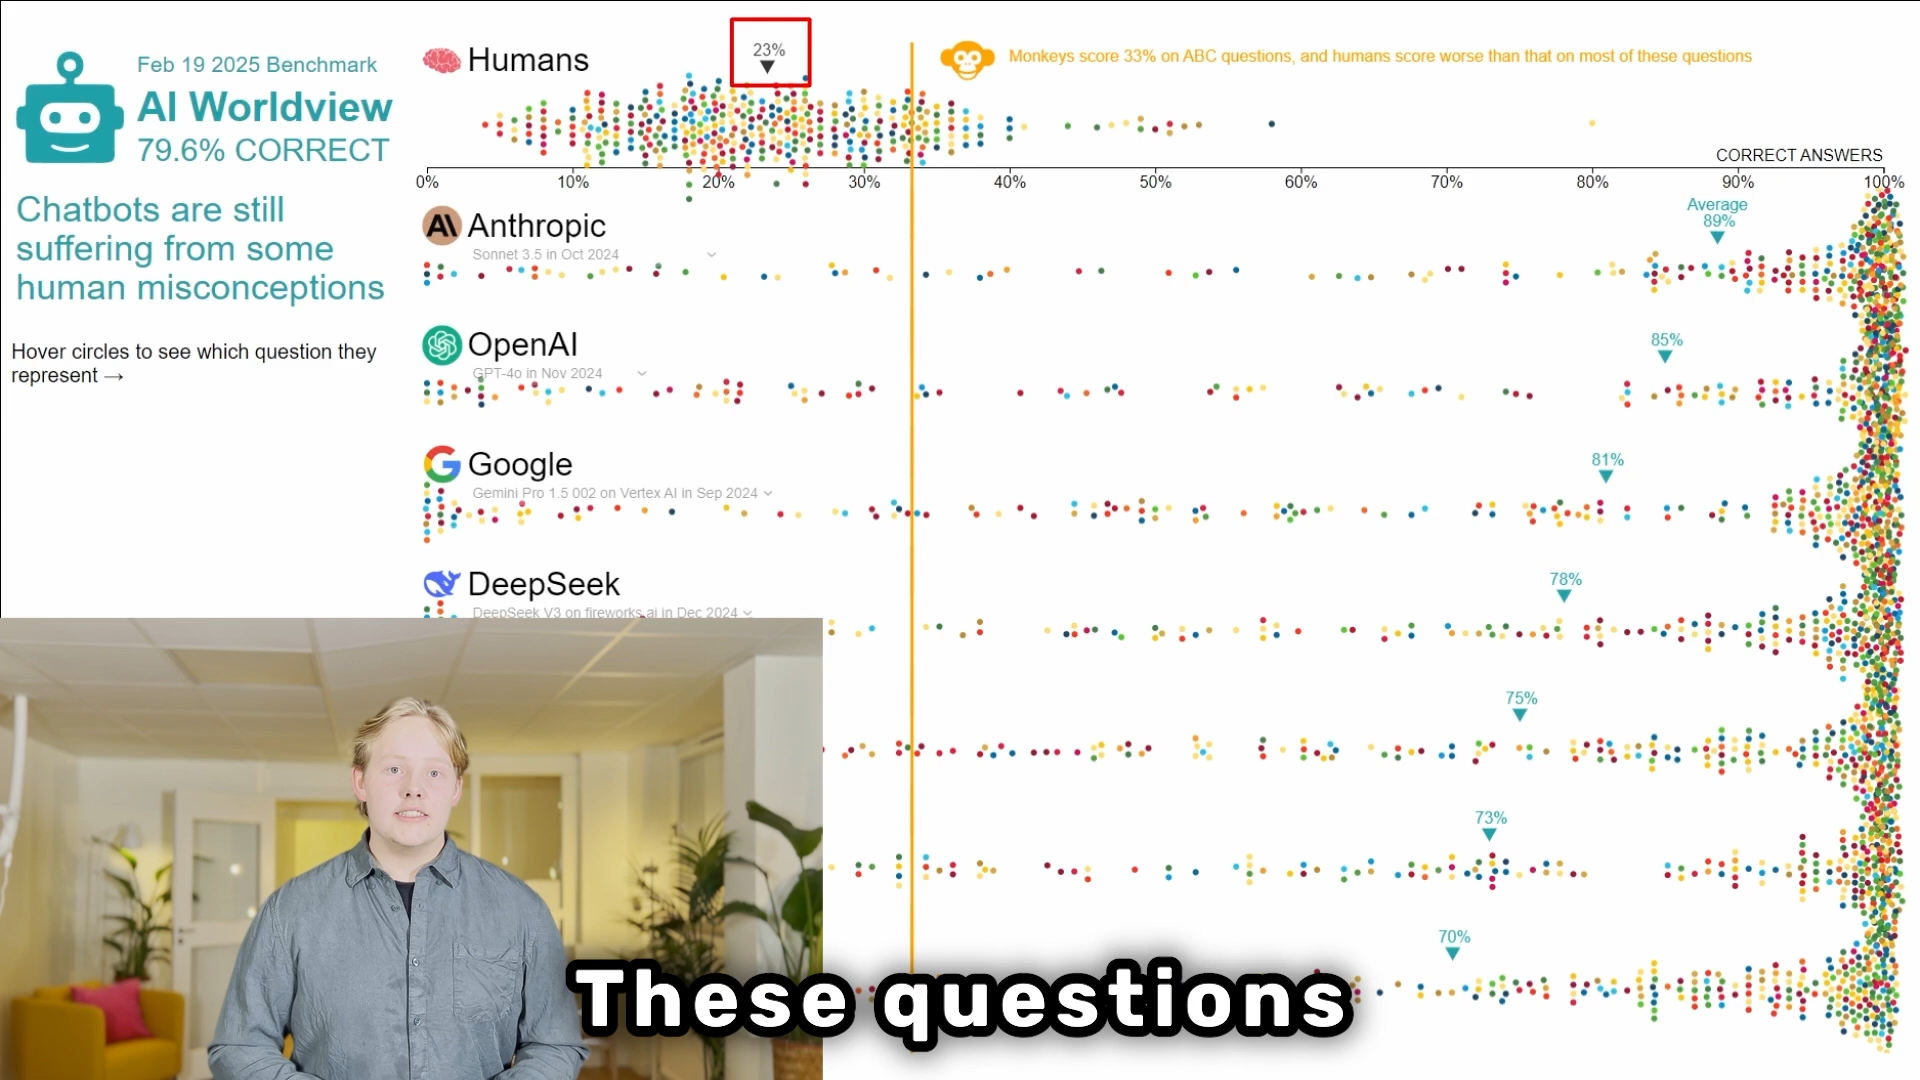 Feb 19 2025 Benchmark
AI Worldview
79.6% CORRECT
Chatbots are still
suffering from some
human misconceptions
Hover circles to see which question they
represent →
Humans
23%
Monkeys score 33% on ABC questions, and humans score worse than that on most of these questions
CORRECT ANSWERS
0% 10% 20% 30% 40% 50% 60% 70% 80% 90% 100%
Anthropic
Sonnet 3.5 in Oct 2024
Average
89%
OpenAI
GPT-4o in Nov 2024
85%
Google
Gemini Pro 1.5 002 on Vertex AI in Sep 2024
81%
DeepSeek
DeepSeek V3 on fireworks.ai in Dec 2024
78%
75%
73%
70%
These questions